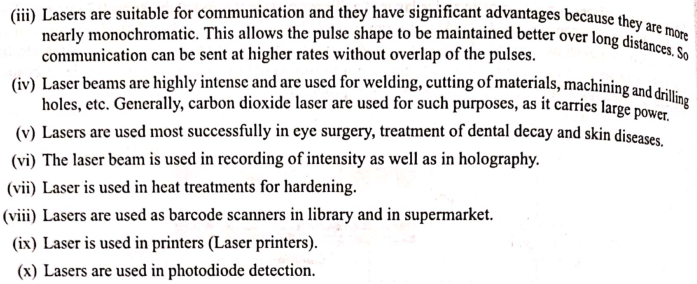 (iii) Lasers are suitable for communication and they have significant advantages because they are more
nearly monochromatic. This allows the pulse shape to be maintained better over long distances. So
communication can be sent at higher rates without overlap of the pulses.
(iv) Laser beams are highly intense and are used for welding, cutting of materials, machining and drilling
holes, etc. Generally, carbon dioxide laser are used for such purposes, as it carries large power.
(v) Lasers are used most successfully in eye surgery, treatment of dental decay and skin diseases.
(vi) The laser beam is used in recording of intensity as well as in holography.
(vii) Laser is used in heat treatments for hardening.
(viii) Lasers are used as barcode scanners in library and in supermarket.
(ix) Laser is used in printers (Laser printers).
(x) Lasers are used in photodiode detection.